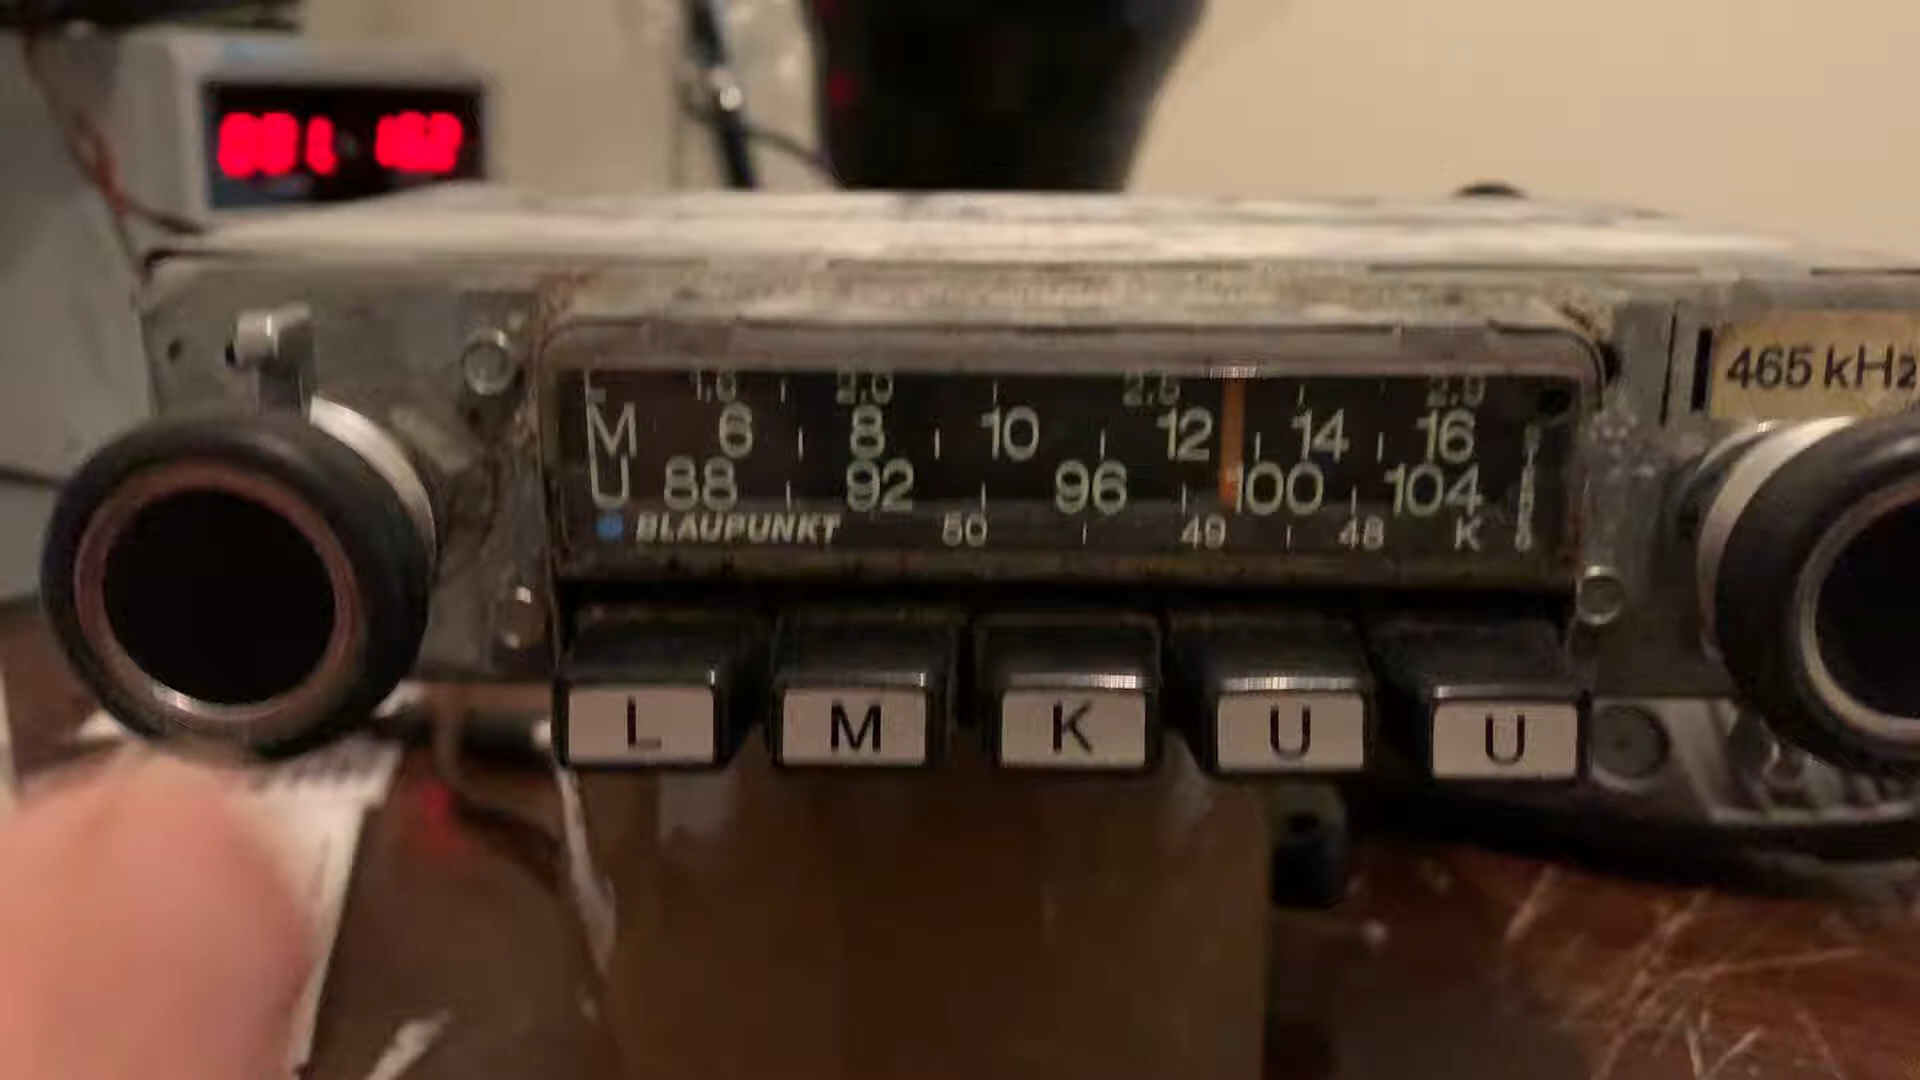 L 1.6 2.0 2.5 2.9
M 6 8 10 12 14 16
U 88 92 96 100 104
BLAUPUNKT 50 49 48 K
465 kHz
L M K U U